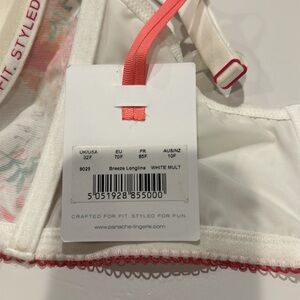 FIT. STYLED
UK/USA EU FR AUS/NZ
32F 70F 85F 10F
9025 Breeze Longline WHITE MULT
5 051928 855000
CRAFTED FOR FIT. STYLED FOR FUN.
www.panache-lingerie.com